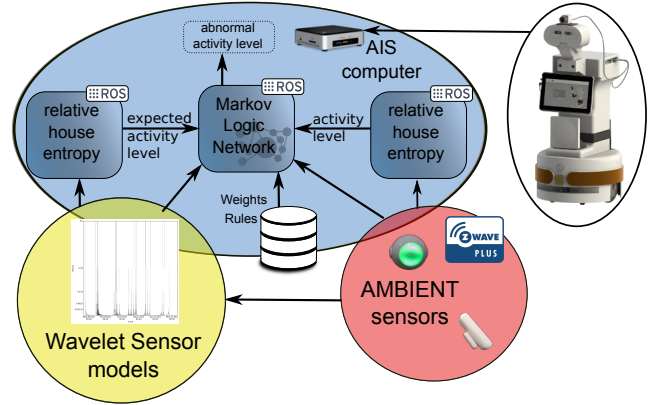 abnormal
activity level
AIS
computer
ROS
relative
house
entropy
expected
activity
level
ROS
Markov
Logic
Network
activity
level
ROS
relative
house
entropy
Weights
Rules
Z WAVE
PLUS
AMBIENT
sensors
Wavelet Sensor
models